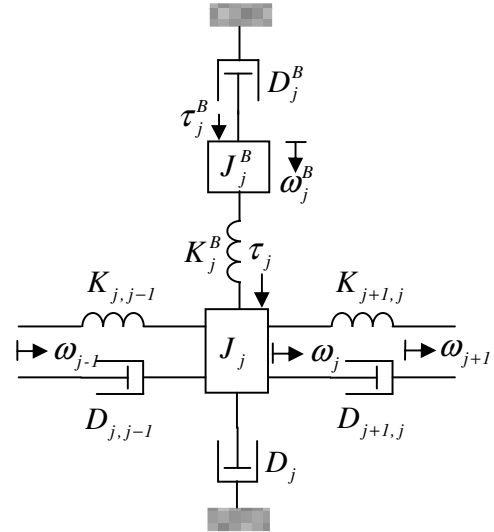 D_j^B
τ_j^B
J_j^B
ω_j^B
K_j^B τ_j
K_{j,j-1} K_{j+1,j}
ω_{j-1} J_j ω_j ω_{j+1}
D_{j,j-1} D_{j+1,j}
D_j